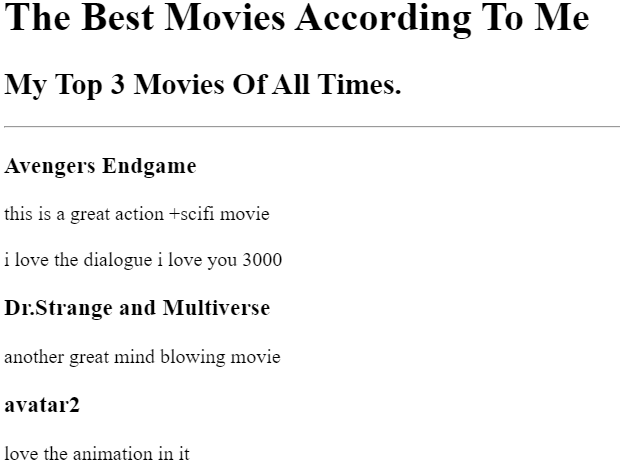 The Best Movies According To Me
My Top 3 Movies Of All Times.
Avengers Endgame
this is a great action +scifi movie
i love the dialogue i love you 3000
Dr.Strange and Multiverse
another great mind blowing movie
avatar2
love the animation in it